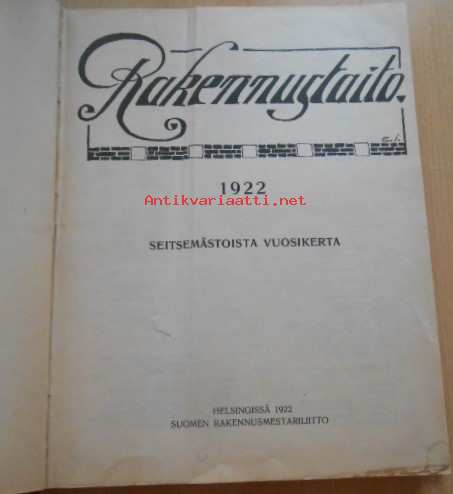 Rakennustaito.
1922
Antikvariaatti.net
SEITSEMÄSTOISTA VUOSIKERTA
HELSINGISSÄ 1922
SUOMEN RAKENNUSMESTARILIITTO